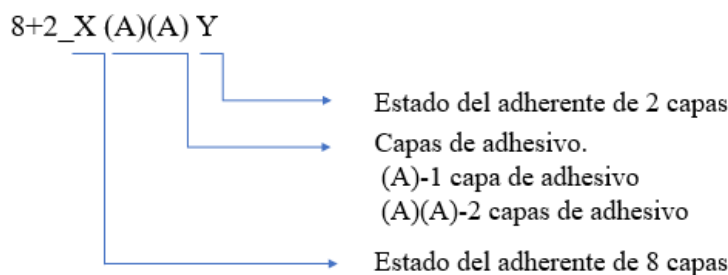 8+2_X (A)(A) Y
Estado del adherente de 2 capas
Capas de adhesivo.
(A)-1 capa de adhesivo
(A)(A)-2 capas de adhesivo
Estado del adherente de 8 capas